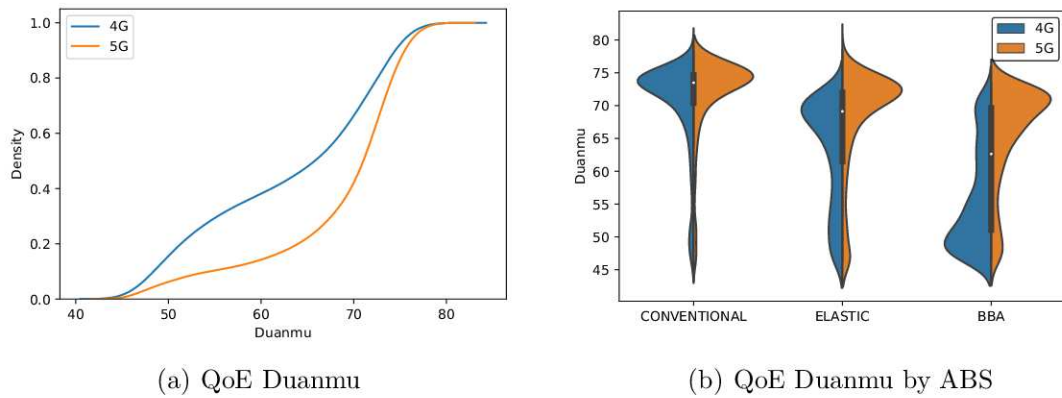 1.0
0.8
0.6
0.4
0.2
0.0
Density
40
50
60
70
80
Duanmu
4G
5G
(a) QoE Duanmu
80
75
70
65
60
55
50
45
Duanmu
CONVENTIONAL
ELASTIC
BBA
4G
5G
(b) QoE Duanmu by ABS